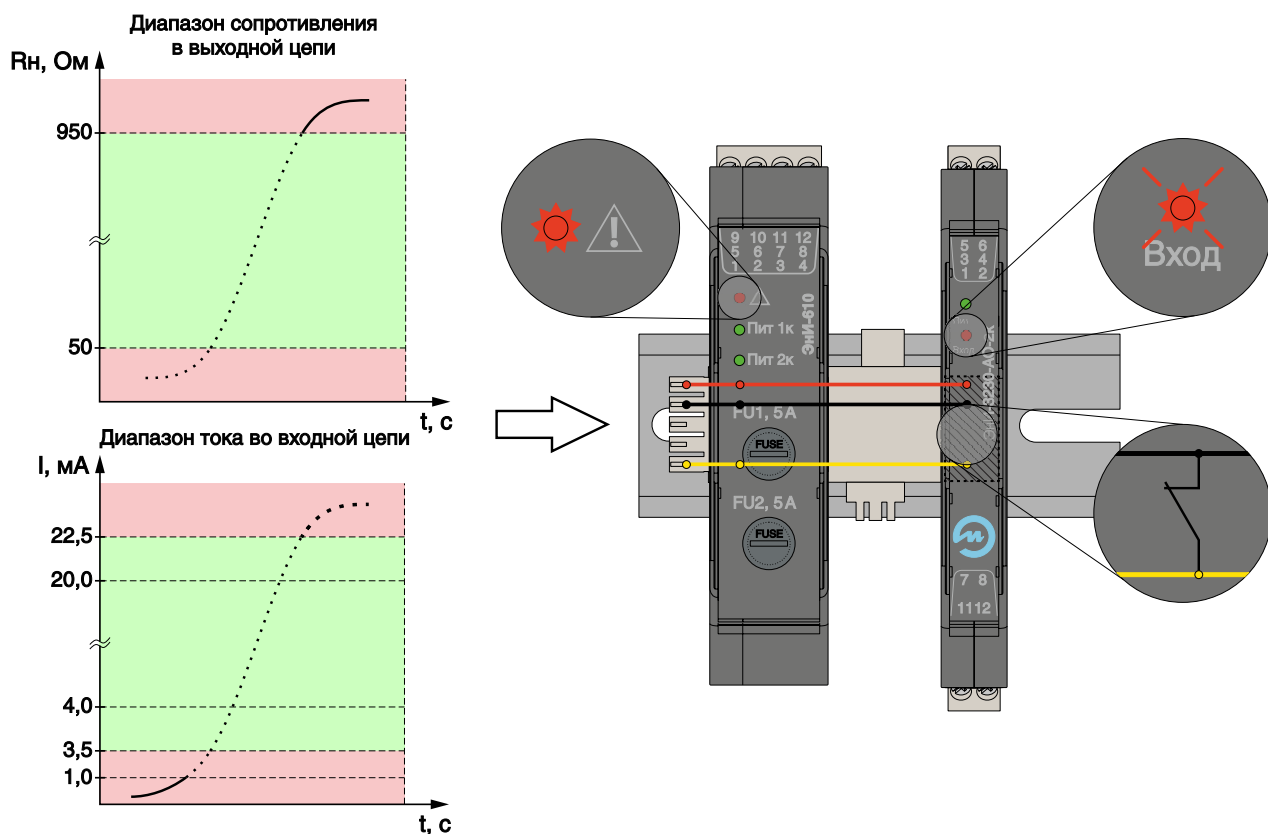 Диапазон сопротивления
в выходной цепи
Rн, Ом
950
50
t, с
Диапазон тока во входной цепи
I, мА
22,5
20,0
4,0
3,5
1,0
t, с
9 10 11 12
5 6 7 8
1 2 3 4
ЭнИ-610
Пит 1к
Пит 2к
FU1, 5 А
FUSE
FU2, 5 А
FUSE
5 6
3 4
1 2
Вход
Вход
7 8
11 12